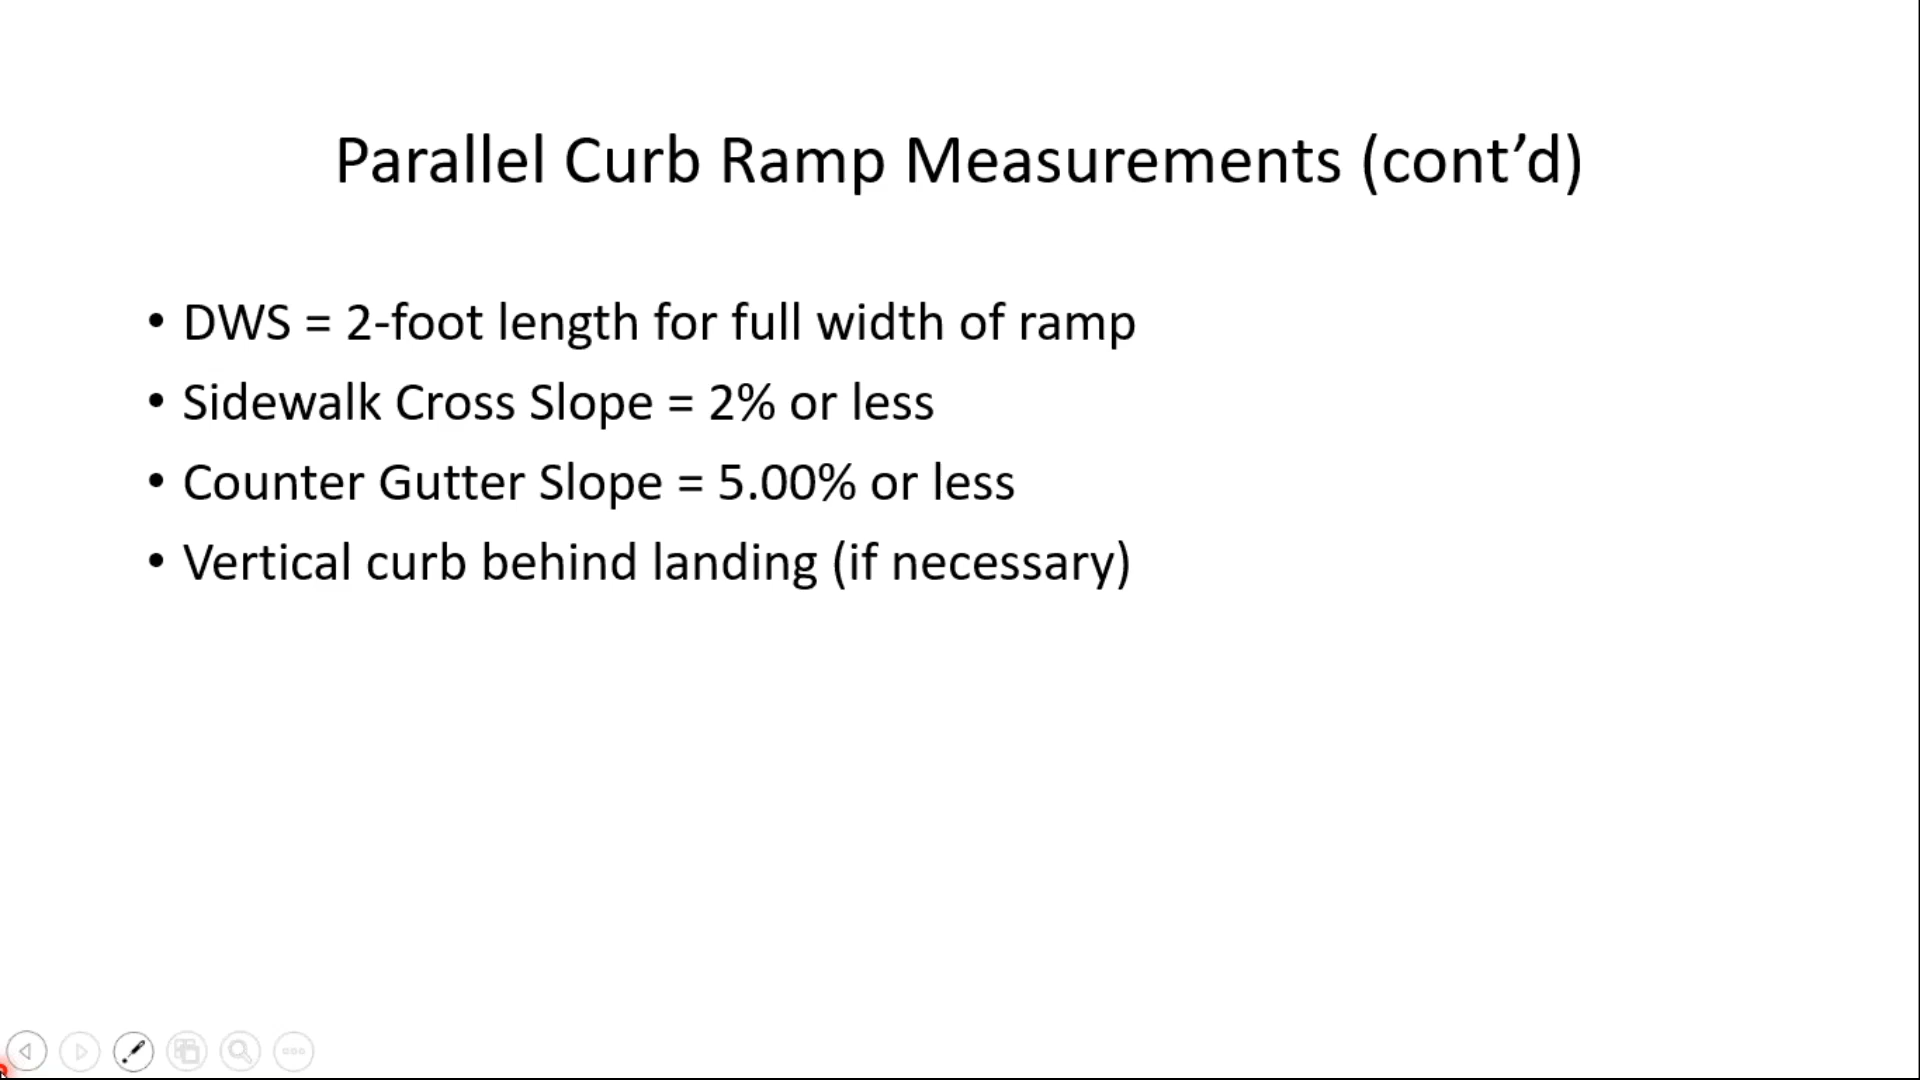 Parallel Curb Ramp Measurements (cont’d)
• DWS = 2-foot length for full width of ramp
• Sidewalk Cross Slope = 2% or less
• Counter Gutter Slope = 5.00% or less
• Vertical curb behind landing (if necessary)